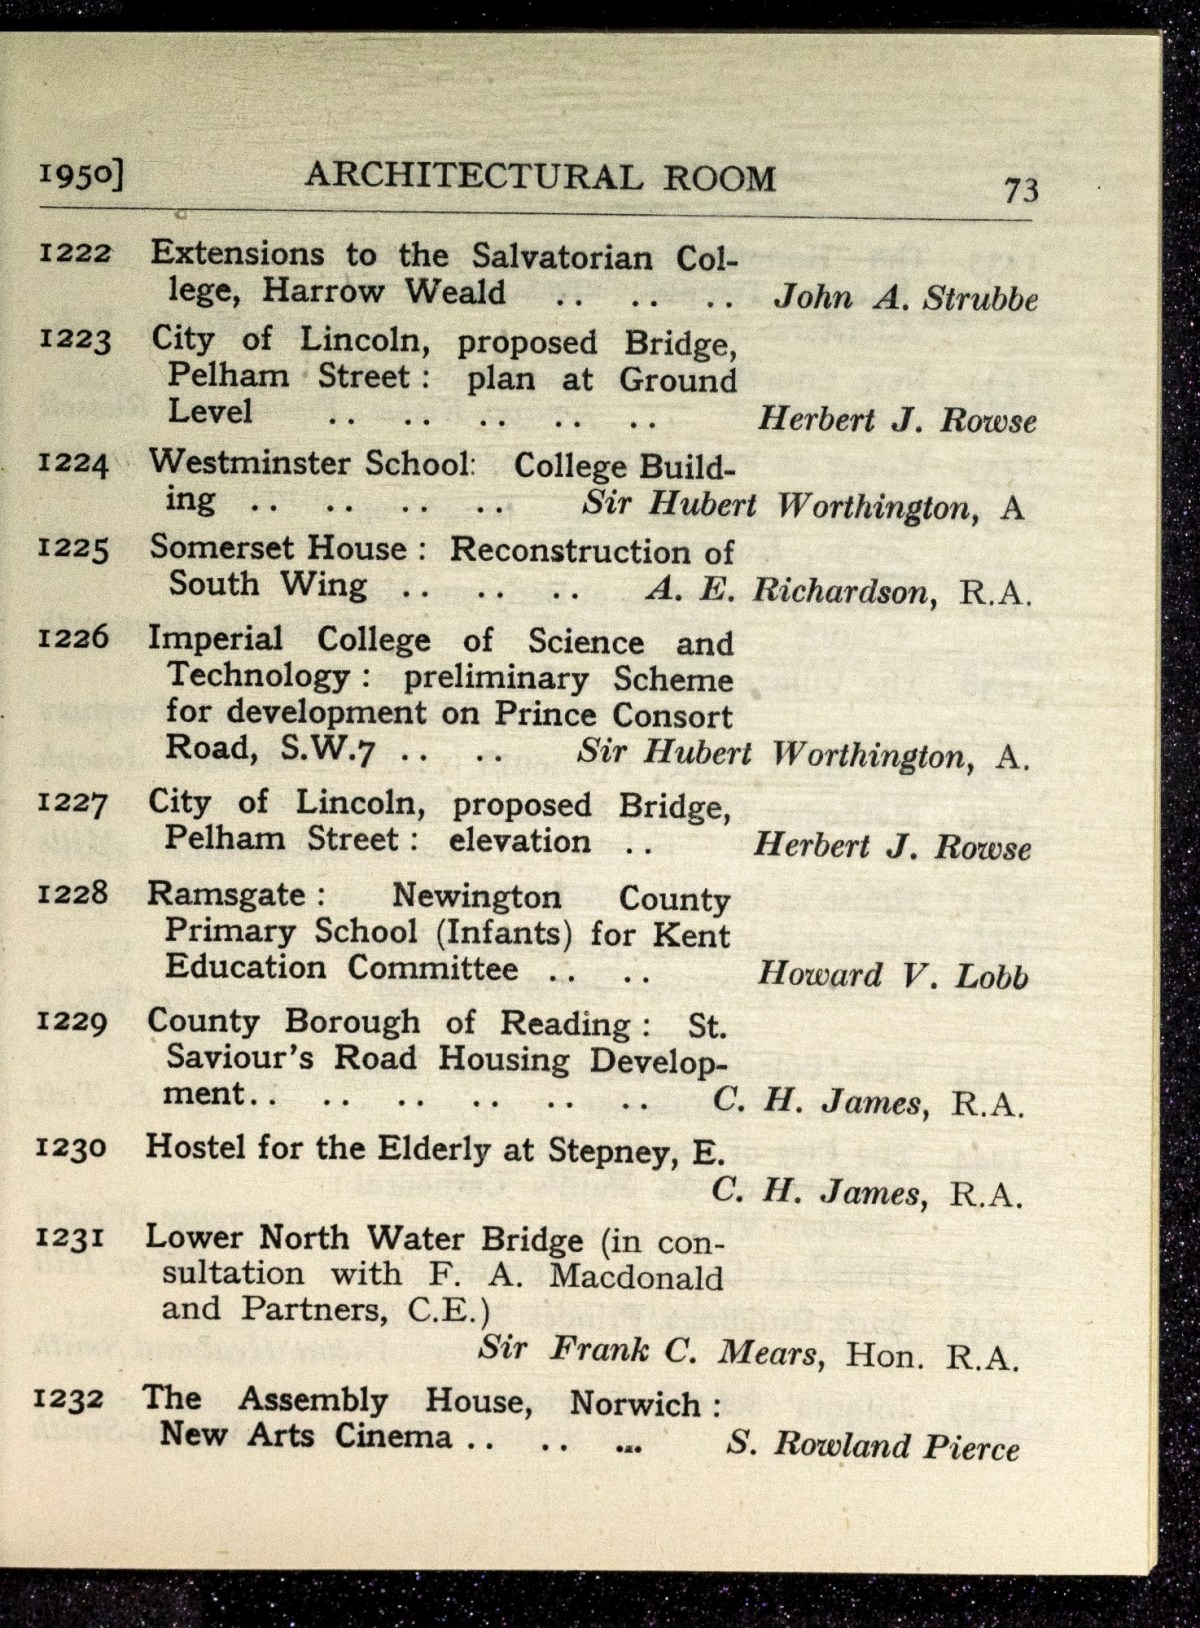 1950] ARCHITECTURAL ROOM 73
1222 Extensions to the Salvatorian Col-
lege, Harrow Weald .. .. .. John A. Strubbe
1223 City of Lincoln, proposed Bridge,
Pelham Street : plan at Ground
Level .. .. .. .. .. Herbert J. Rowse
1224 Westminster School: College Build-
ing .. .. .. .. Sir Hubert Worthington, A
1225 Somerset House : Reconstruction of
South Wing .. .. .. A. E. Richardson, R.A.
1226 Imperial College of Science and
Technology : preliminary Scheme
for development on Prince Consort
Road, S.W.7 .. .. Sir Hubert Worthington, A.
1227 City of Lincoln, proposed Bridge,
Pelham Street : elevation .. Herbert J. Rowse
1228 Ramsgate : Newington County
Primary School (Infants) for Kent
Education Committee .. .. Howard V. Lobb
1229 County Borough of Reading : St.
Saviour's Road Housing Develop-
ment.. .. .. .. .. .. C. H. James, R.A.
1230 Hostel for the Elderly at Stepney, E.
C. H. James, R.A.
1231 Lower North Water Bridge (in con-
sultation with F. A. Macdonald
and Partners, C.E.)
Sir Frank C. Mears, Hon. R.A.
1232 The Assembly House, Norwich :
New Arts Cinema .. .. ... S. Rowland Pierce